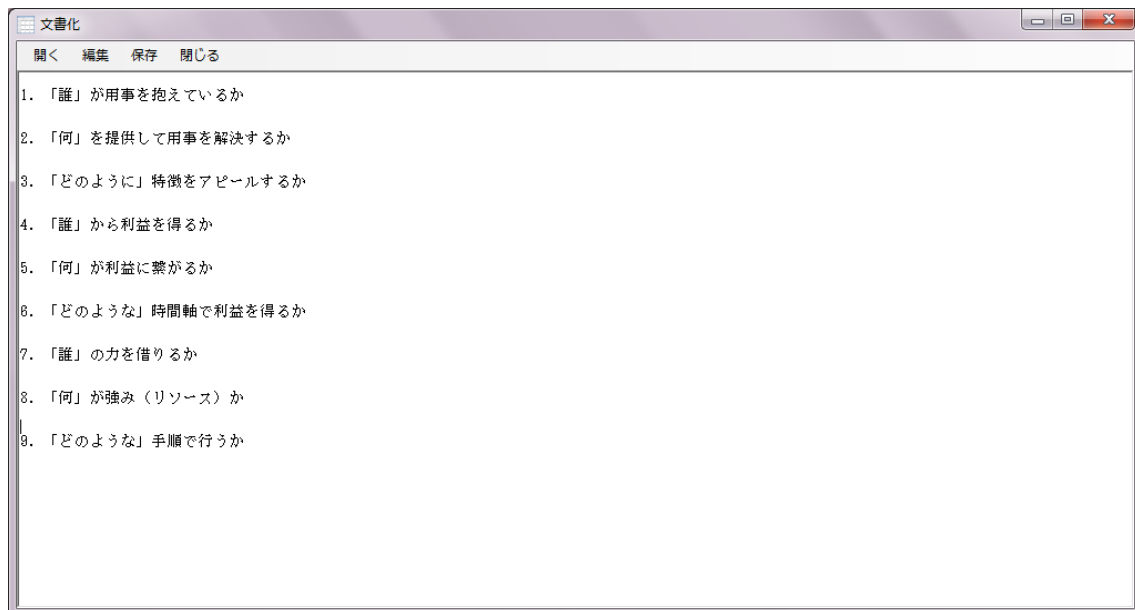 文書化
開く 編集 保存 閉じる
1. 「誰」が用事を抱えているか
2. 「何」を提供して用事を解決するか
3. 「どのように」特徴をアピールするか
4. 「誰」から利益を得るか
5. 「何」が利益に繋がるか
6. 「どのような」時間軸で利益を得るか
7. 「誰」の力を借りるか
8. 「何」が強み（リソース）か
9. 「どのような」手順で行うか